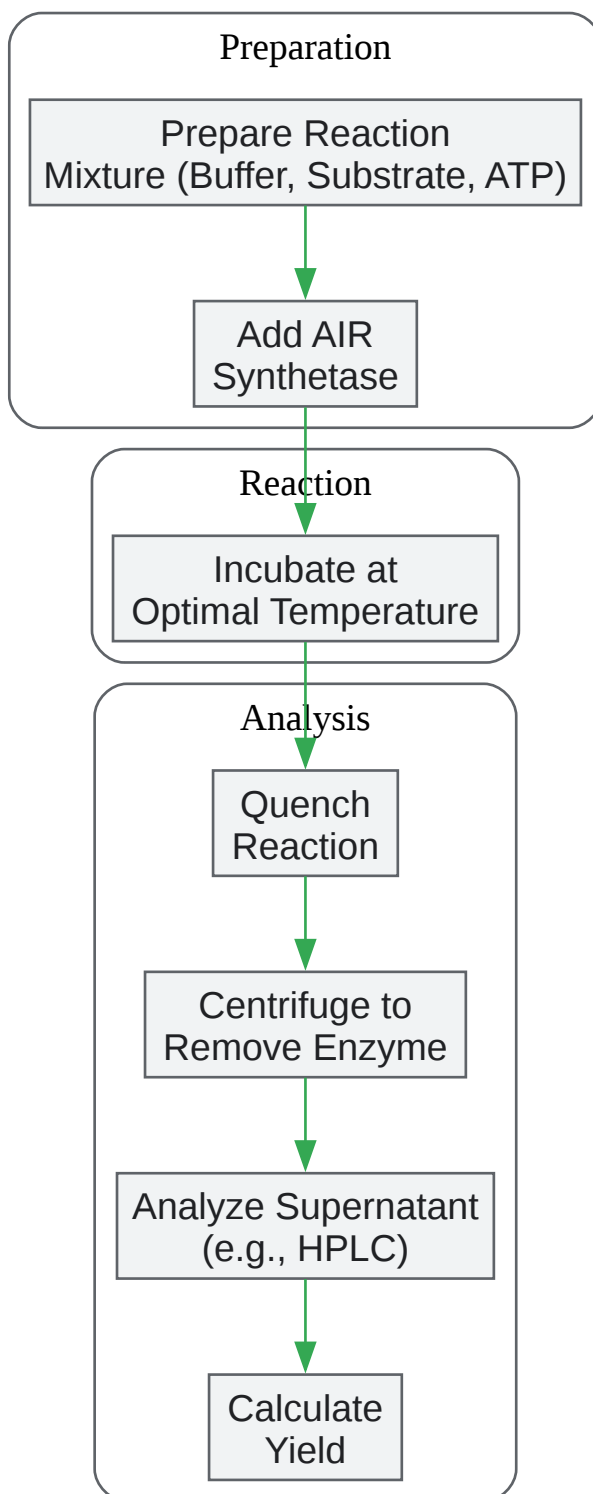 Preparation
Prepare Reaction
Mixture (Buffer, Substrate, ATP)
Add AIR
Synthetase
Reaction
Incubate at
Optimal Temperature
Analysis
Quench
Reaction
Centrifuge to
Remove Enzyme
Analyze Supernatant
(e.g., HPLC)
Calculate
Yield